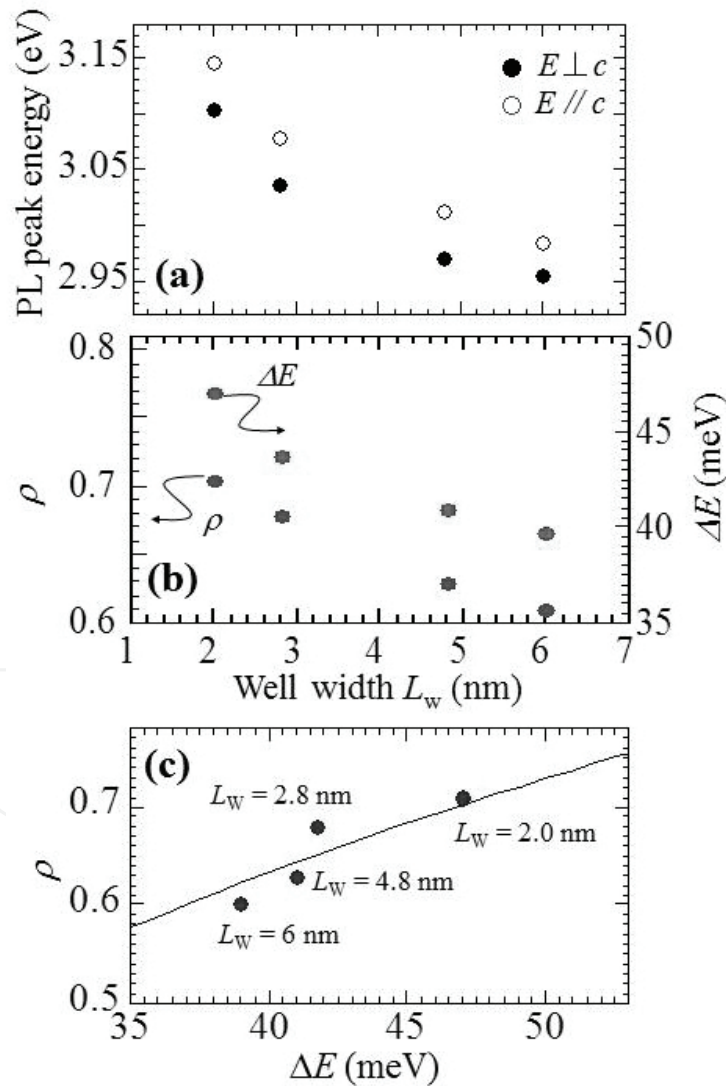 PL peak energy (eV)
3.15
3.05
2.95
E ⊥ c
E // c
(a)
0.8
0.7
0.6
ρ
ΔE
ρ
(b)
50
45
40
35
ΔE (meV)
1 2 3 4 5 6 7
Well width Lw (nm)
(c)
ρ
0.7
0.6
0.5
LW = 2.8 nm
LW = 2.0 nm
LW = 4.8 nm
LW = 6 nm
35 40 45 50
ΔE (meV)